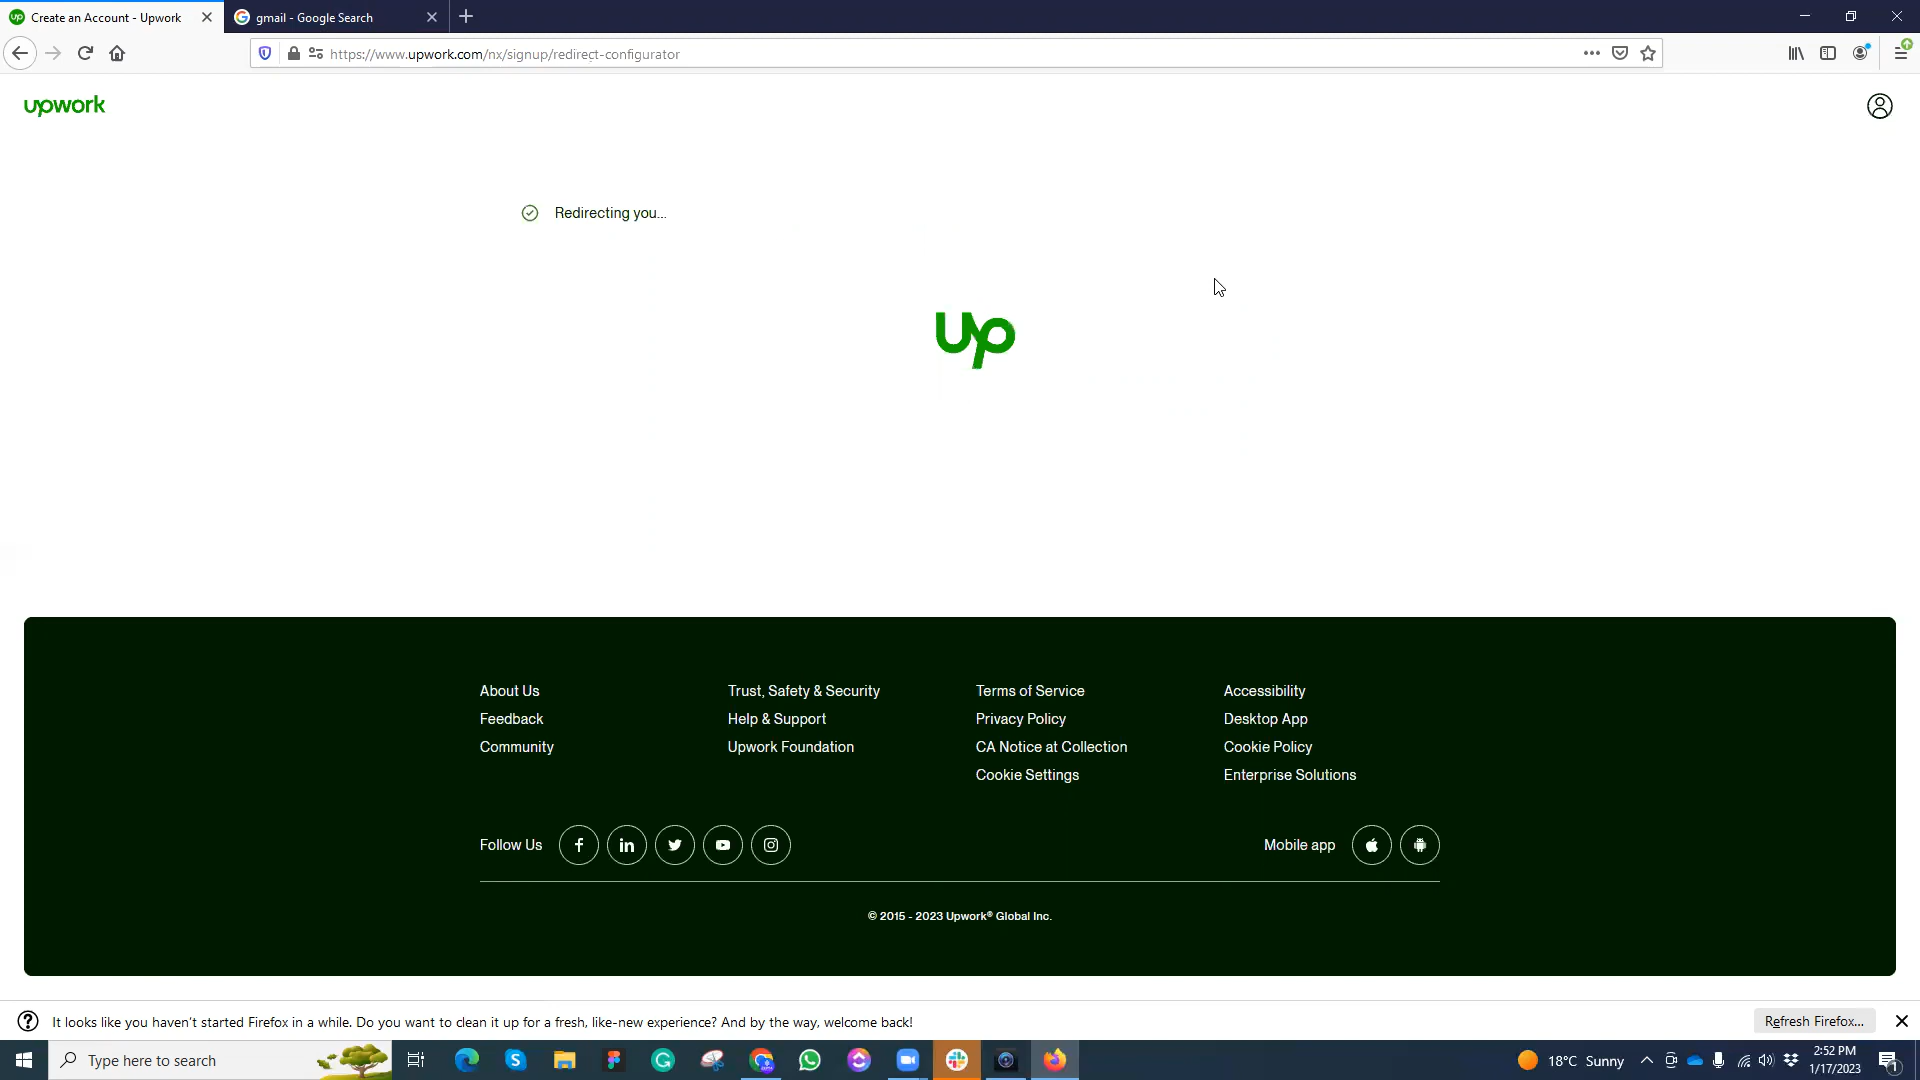 Create an Account - Upwork
gmail - Google Search
https://www.upwork.com/nx/signup/redirect-configurator
upwork
Redirecting you...
up
About Us
Feedback
Community
Trust, Safety & Security
Help & Support
Upwork Foundation
Terms of Service
Privacy Policy
CA Notice at Collection
Cookie Settings
Accessibility
Desktop App
Cookie Policy
Enterprise Solutions
Follow Us
Mobile app
© 2015 - 2023 Upwork® Global Inc.
It looks like you haven't started Firefox in a while. Do you want to clean it up for a fresh, like-new experience? And by the way, welcome back!
Refresh Firefox...
Type here to search
18°C Sunny
2:52 PM
1/17/2023